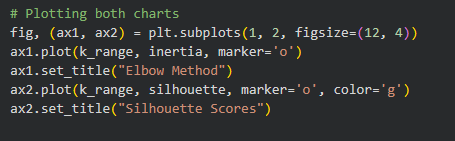 # Plotting both charts
fig, (ax1, ax2) = plt.subplots(1, 2, figsize=(12, 4))
ax1.plot(k_range, inertia, marker='o')
ax1.set_title("Elbow Method")
ax2.plot(k_range, silhouette, marker='o', color='g')
ax2.set_title("Silhouette Scores")